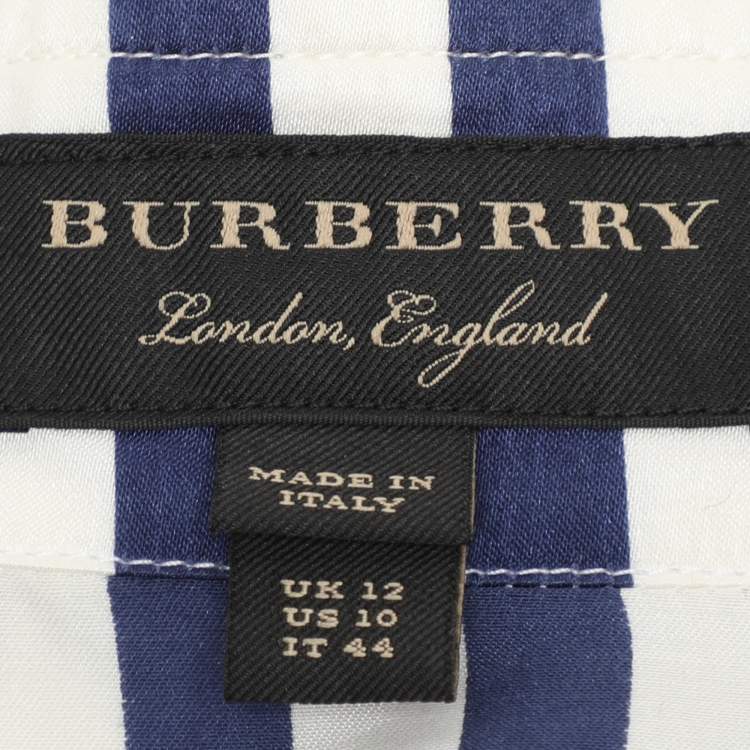 BURBERRY
London, England
MADE IN
ITALY
UK 12
US 10
IT 44